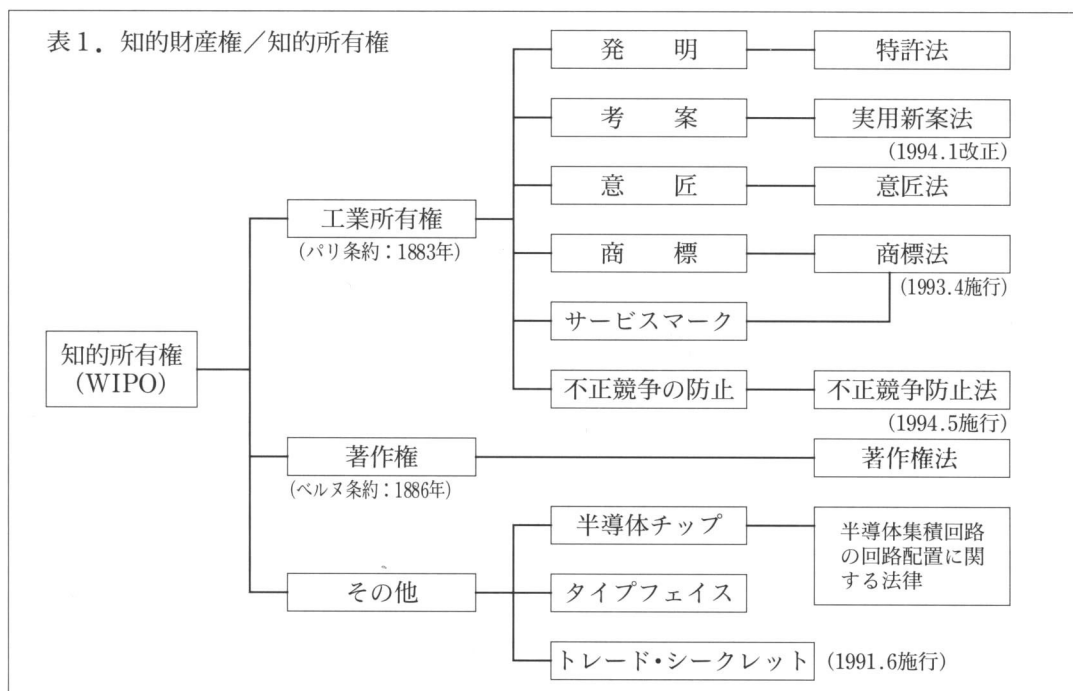 表1. 知的財産権／知的所有権
発　明
特許法
考　案
実用新案法
(1994.1改正)
意　匠
意匠法
工業所有権
(パリ条約：1883年)
商　標
商標法
(1993.4施行)
サービスマーク
知的所有権
(WIPO)
不正競争の防止
不正競争防止法
(1994.5施行)
著作権
著作権法
(ベルヌ条約：1886年)
半導体チップ
半導体集積回路
の回路配置に関
する法律
その他
タイプフェイス
トレード・シークレット
(1991.6施行)